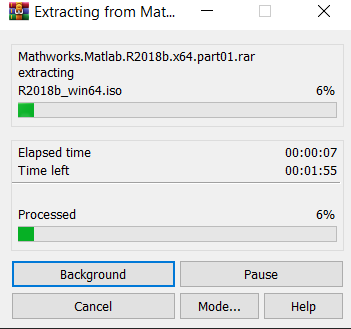 Extracting from Mat...
Mathworks.Matlab.R2018b.x64.part01.rar
extracting
R2018b_win64.iso 6%
Elapsed time 00:00:07
Time left 00:01:55
Processed 6%
Background Pause
Cancel Mode... Help